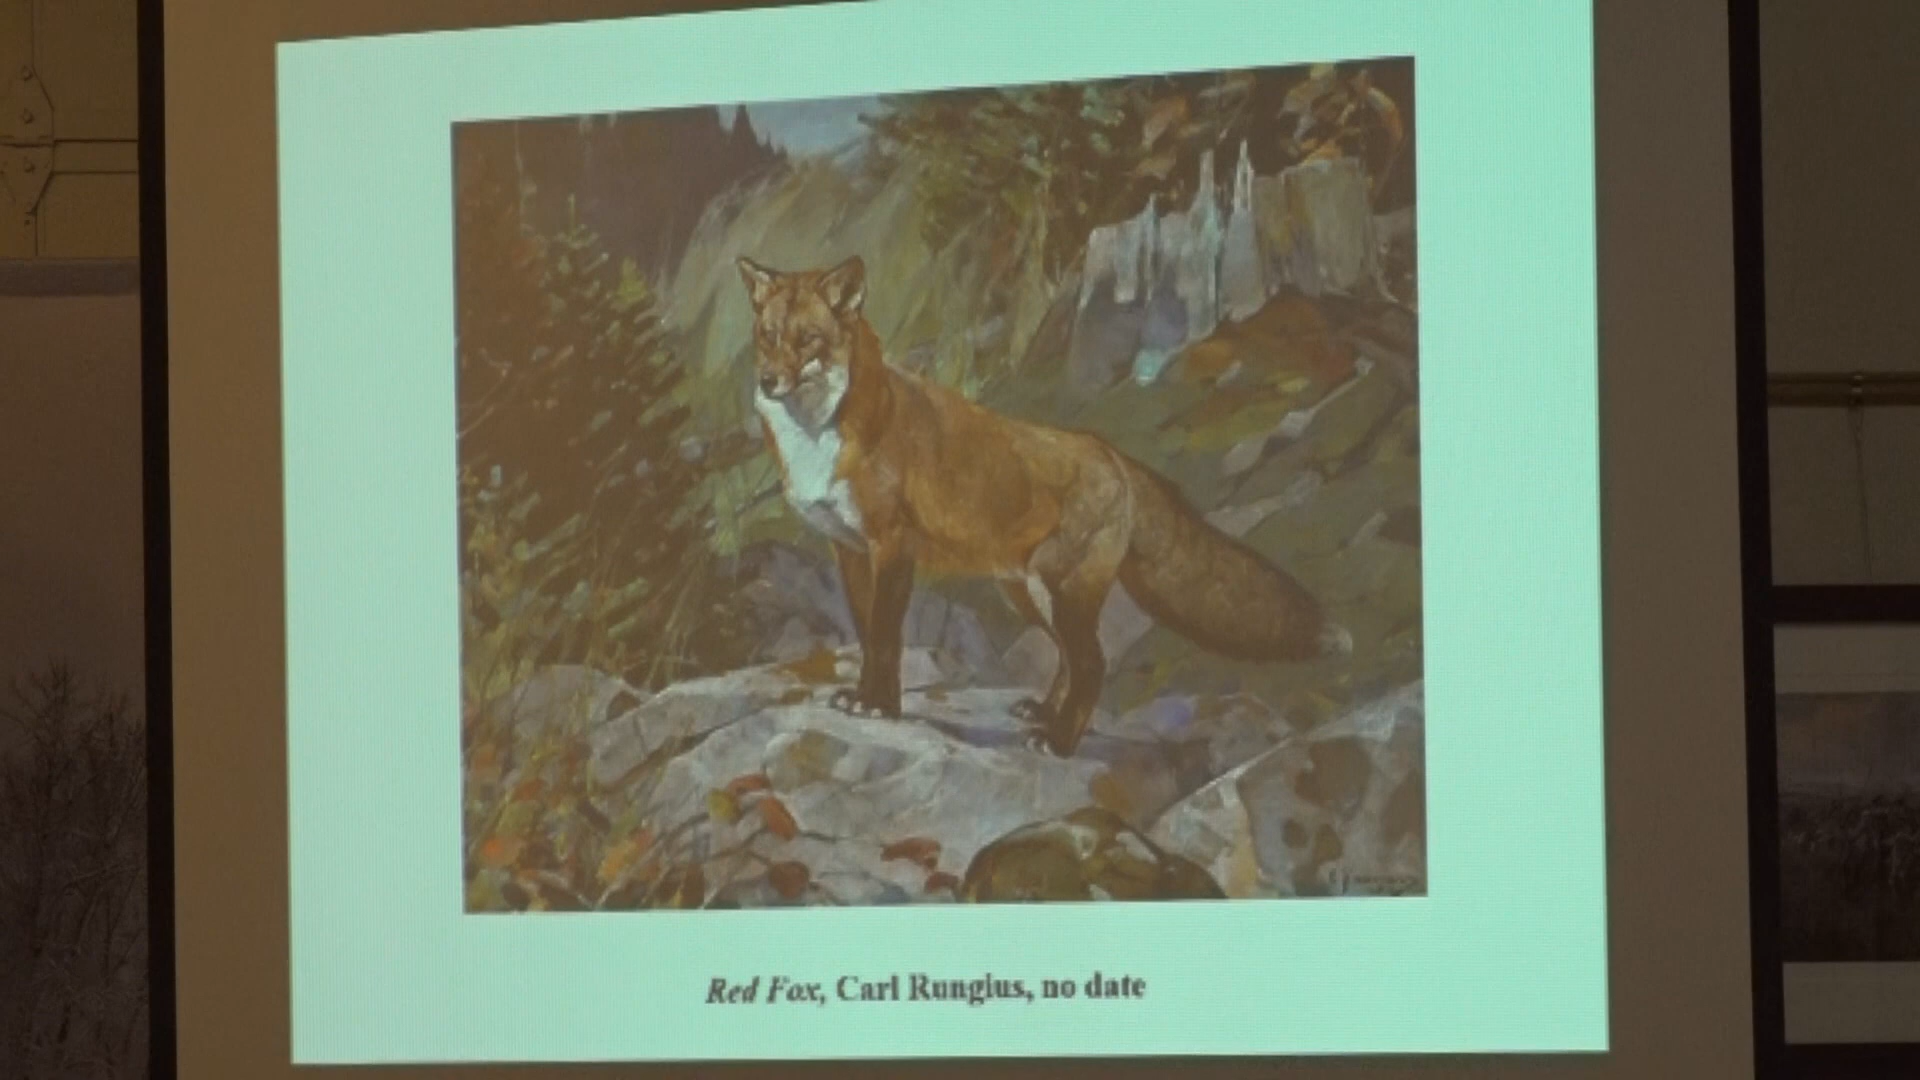 Red Fox, Carl Rungius, no date